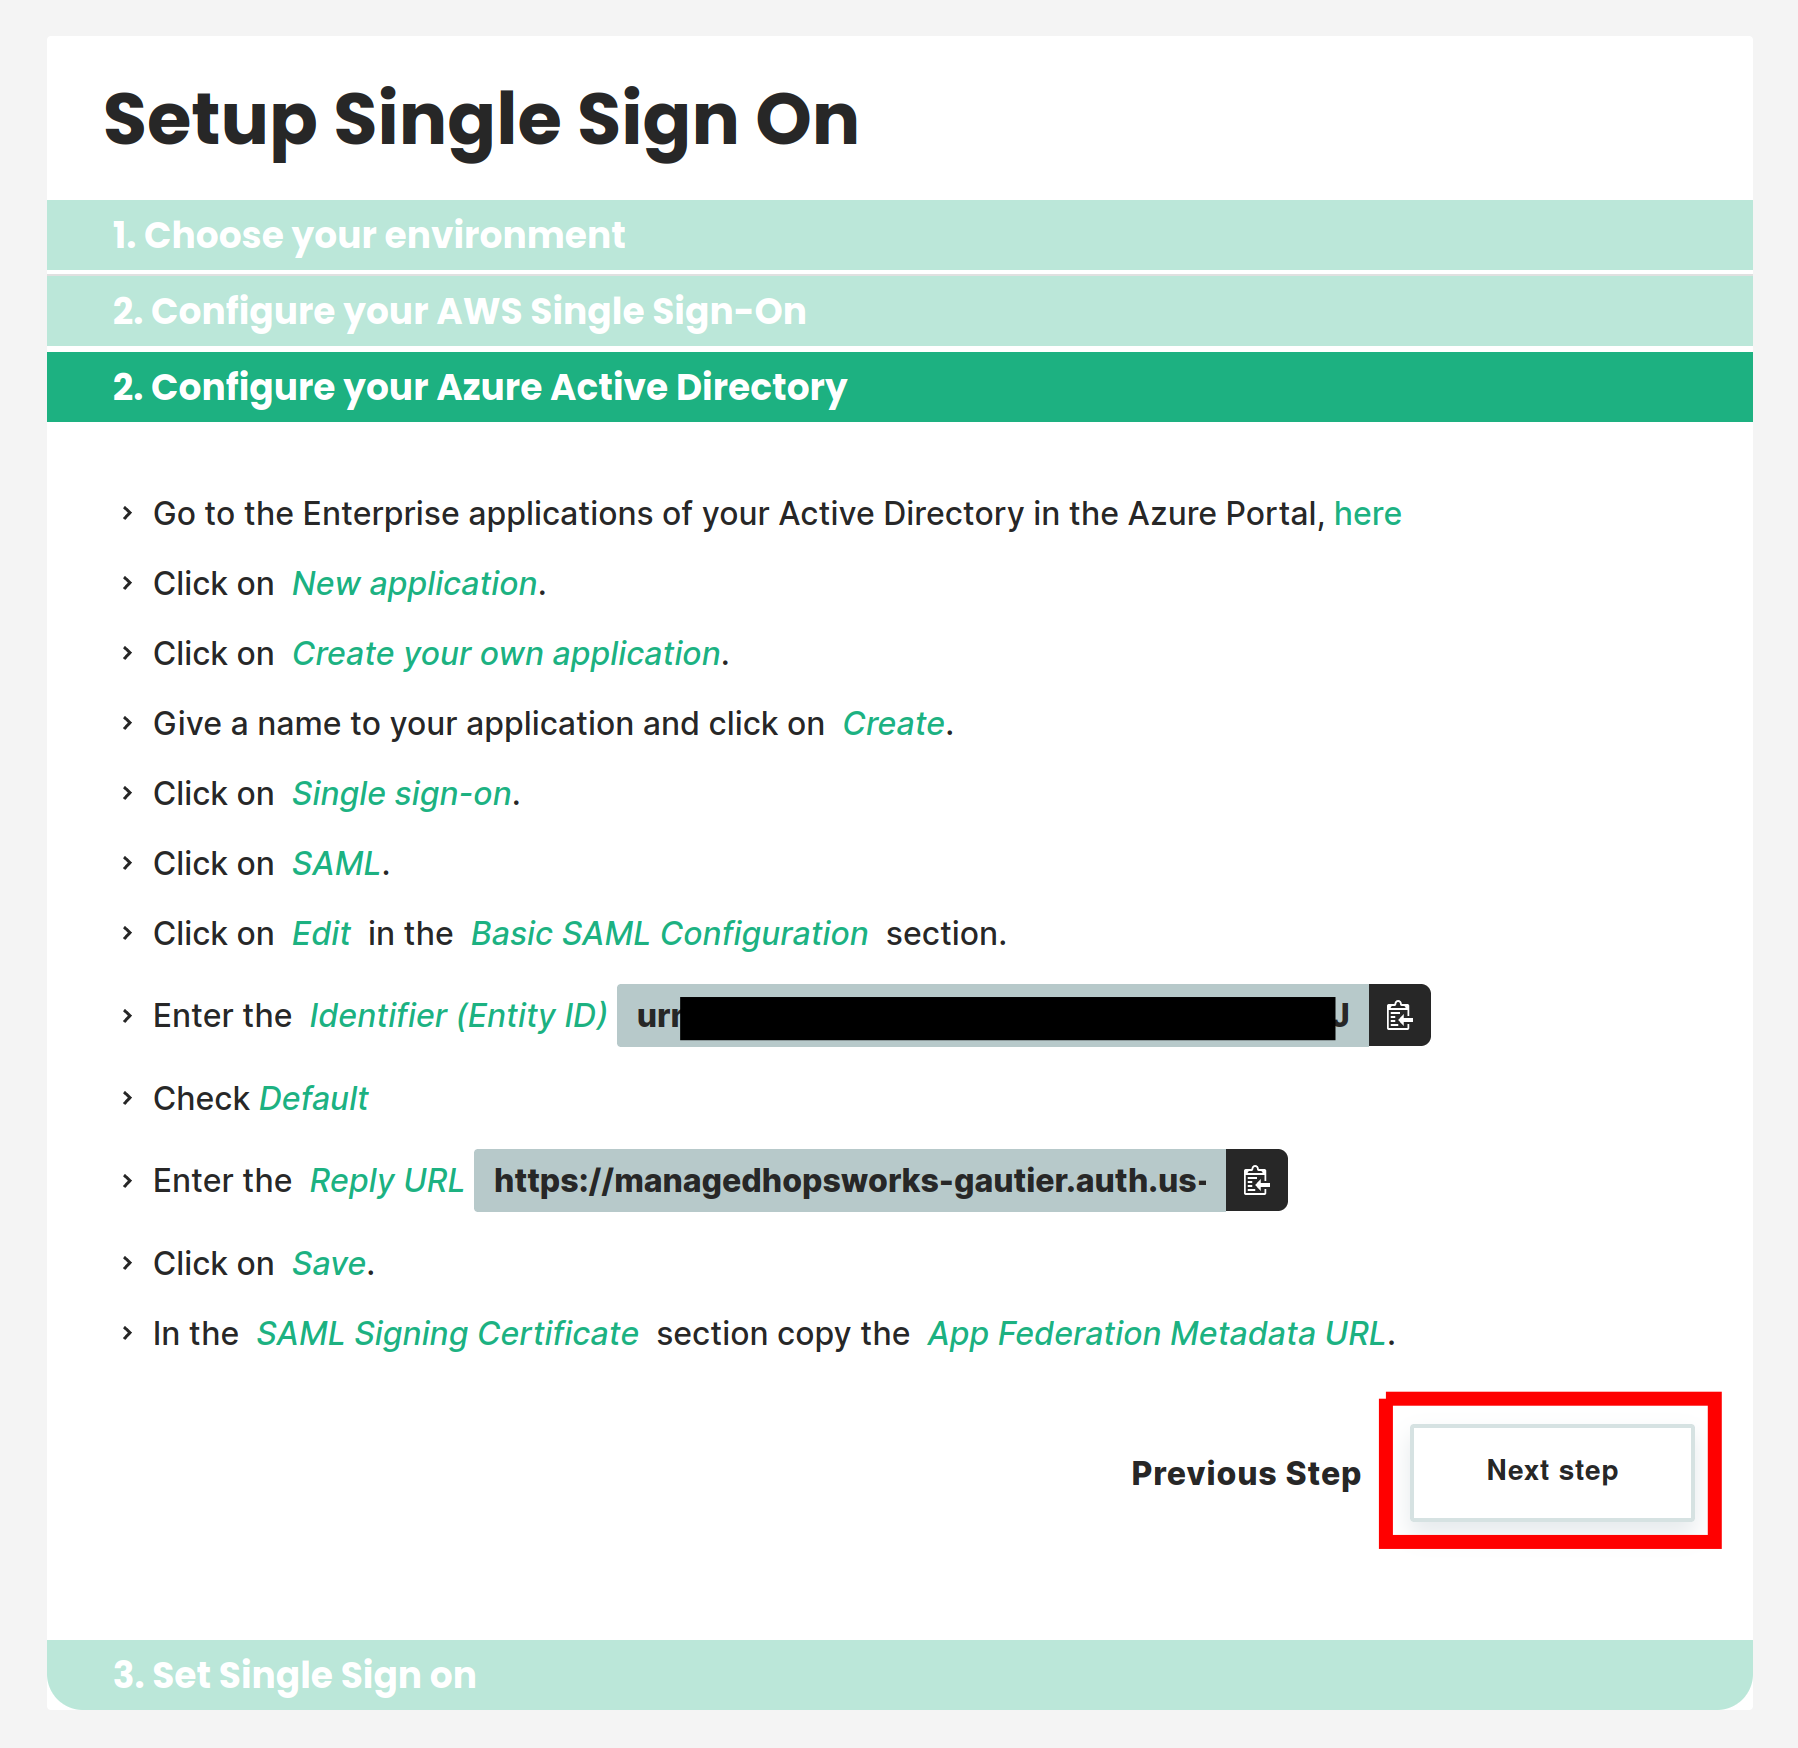 Setup Single Sign On
1. Choose your environment
2. Configure your AWS Single Sign-On
2. Configure your Azure Active Directory
Go to the Enterprise applications of your Active Directory in the Azure Portal, here
Click on New application.
Click on Create your own application.
Give a name to your application and click on Create.
Click on Single sign-on.
Click on SAML.
Click on Edit in the Basic SAML Configuration section.
Enter the Identifier (Entity ID)
Check Default
Enter the Reply URL https://managedhopsworks-gautier.auth.us-
Click on Save.
In the SAML Signing Certificate section copy the App Federation Metadata URL.
Previous Step Next step
3. Set Single Sign on